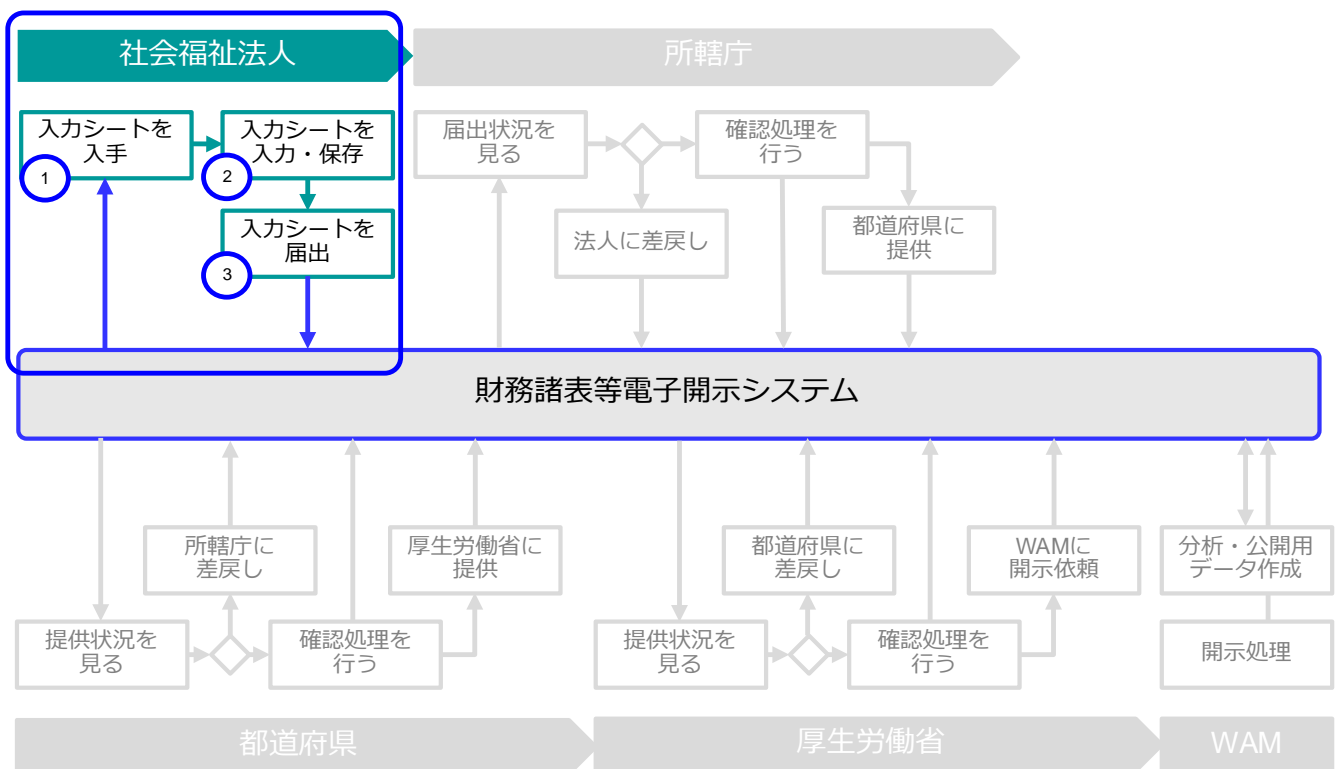 社会福祉法人
所轄庁
入力シートを
入手
1
入力シートを
入力・保存
2
入力シートを
届出
3
届出状況を
見る
確認処理を
行う
法人に差戻し
都道府県に
提供
財務諸表等電子開示システム
所轄庁に
差戻し
厚生労働省に
提供
都道府県に
差戻し
WAMに
開示依頼
分析・公開用
データ作成
提供状況を
見る
確認処理を
行う
提供状況を
見る
確認処理を
行う
開示処理
都道府県
厚生労働省
WAM